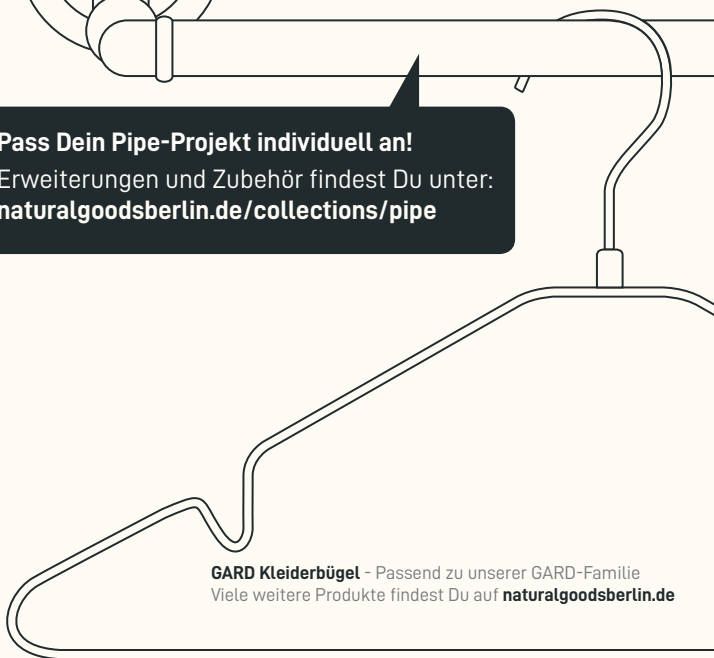 Pass Dein Pipe-Projekt individuell an!
Erweiterungen und Zubehör findest Du unter:
naturalgoodsberlin.de/collections/pipe
GARD Kleiderbügel - Passend zu unserer GARD-Familie
Viele weitere Produkte findest Du auf naturalgoodsberlin.de